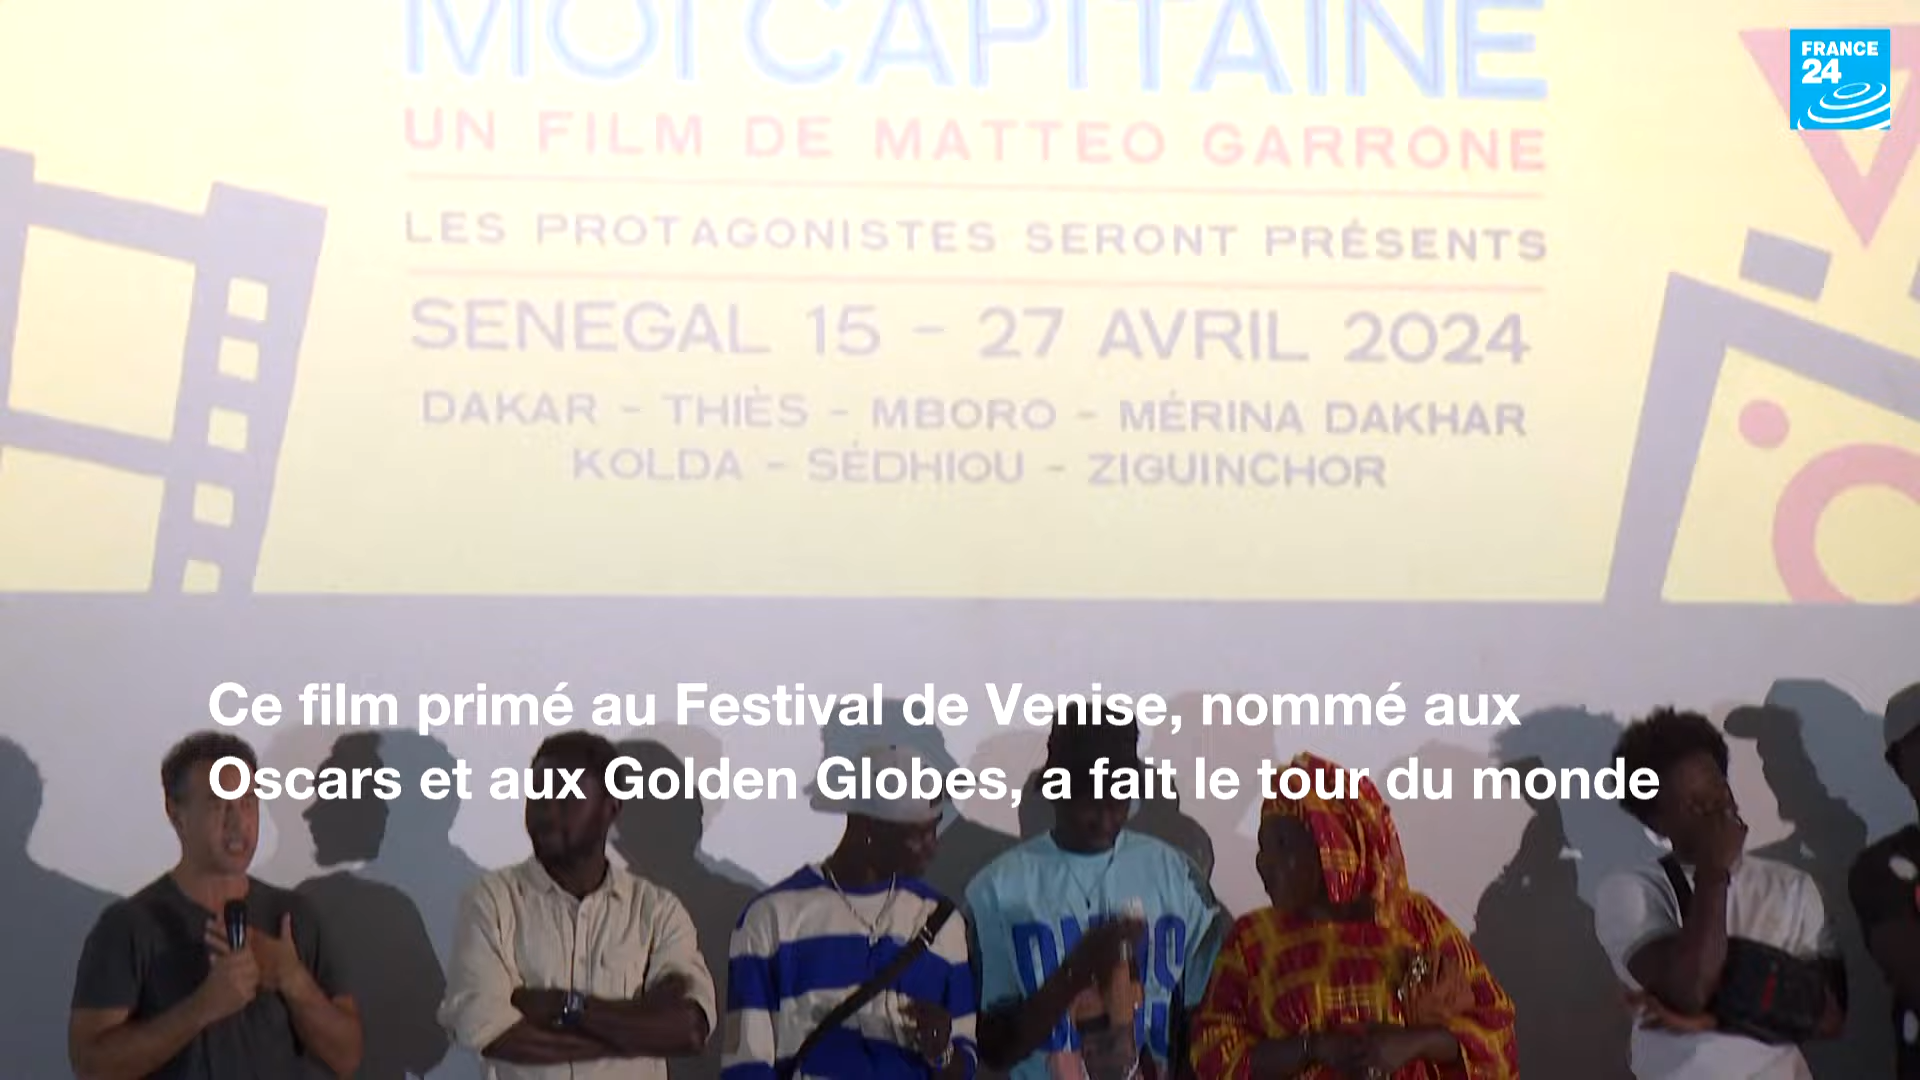 MOI CAPITAINE
UN FILM DE MATTEO GARRONE
LES PROTAGONISTES SERONT PRÉSENTS
SENEGAL 15 - 27 AVRIL 2024
DAKAR - THIÈS - MBORO - MÉRINA DAKHAR
KOLDA - SÉDHIOU - ZIGUINCHOR
FRANCE
24
Ce film primé au Festival de Venise, nommé aux
Oscars et aux Golden Globes, a fait le tour du monde